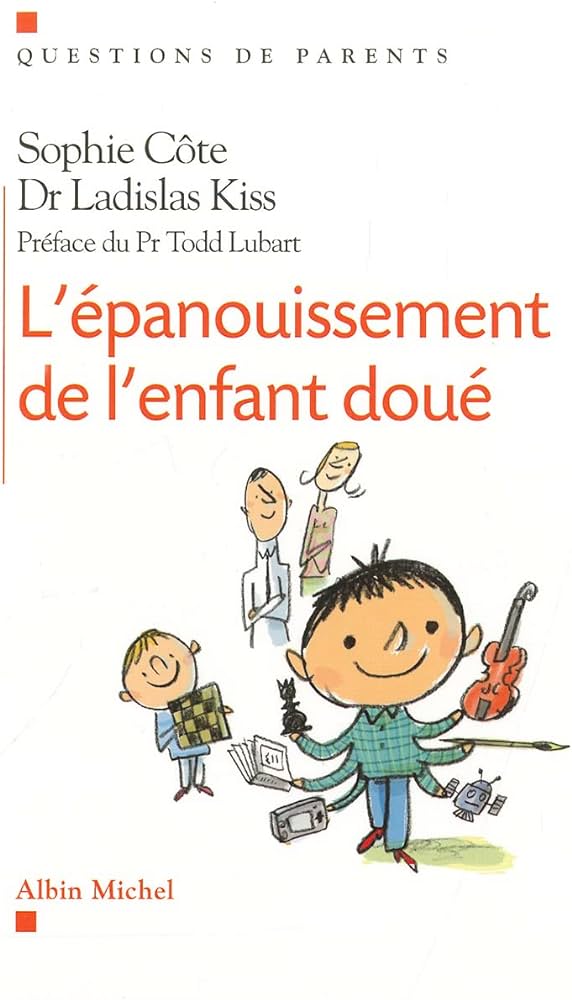 QUESTIONS DE PARENTS
Sophie Côte
Dr Ladislas Kiss
Préface du Pr Todd Lubart
L'épanouissement
de l'enfant doué
Albin Michel